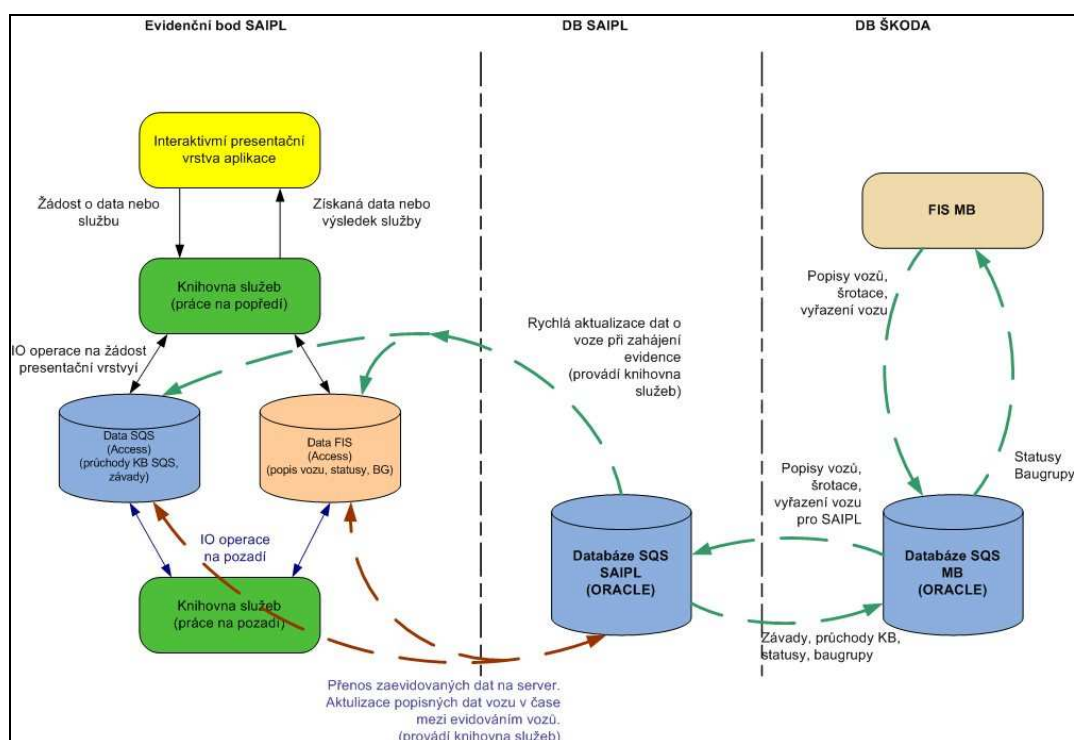 Evidenční bod SAIPL
DB SAIPL
DB ŠKODA
Interaktivní presentační
vrstva aplikace
Žádost o data nebo
službu
Získaná data nebo
výsledek služby
FIS MB
Knihovna služeb
(práce na popředí)
Popisy vozů,
šrotace,
vyřazení vozu
Rychlá aktualizace dat o
voze při zahájení
evidence
(provádí knihovna
služeb)
IO operace na žádost
presentační vrstvyí
Data SQS
(Access)
(průchody KB SQS,
závady)
Data FIS
(Access)
(popis vozu, statusy, BG)
Statusy
Baugrupy
Popisy vozů,
šrotace,
vyřazení vozu
pro SAIPL
IO operace
na pozadí
Databáze SQS
SAIPL
(ORACLE)
Databáze SQS
MB
(ORACLE)
Knihovna služeb
(práce na pozadí)
Závady, průchody KB,
statusy, baugrupy
Přenos zaevidovaných dat na server.
Aktulizace popisných dat vozu v čase
mezi evidováním vozů.
(provádí knihovna služeb)